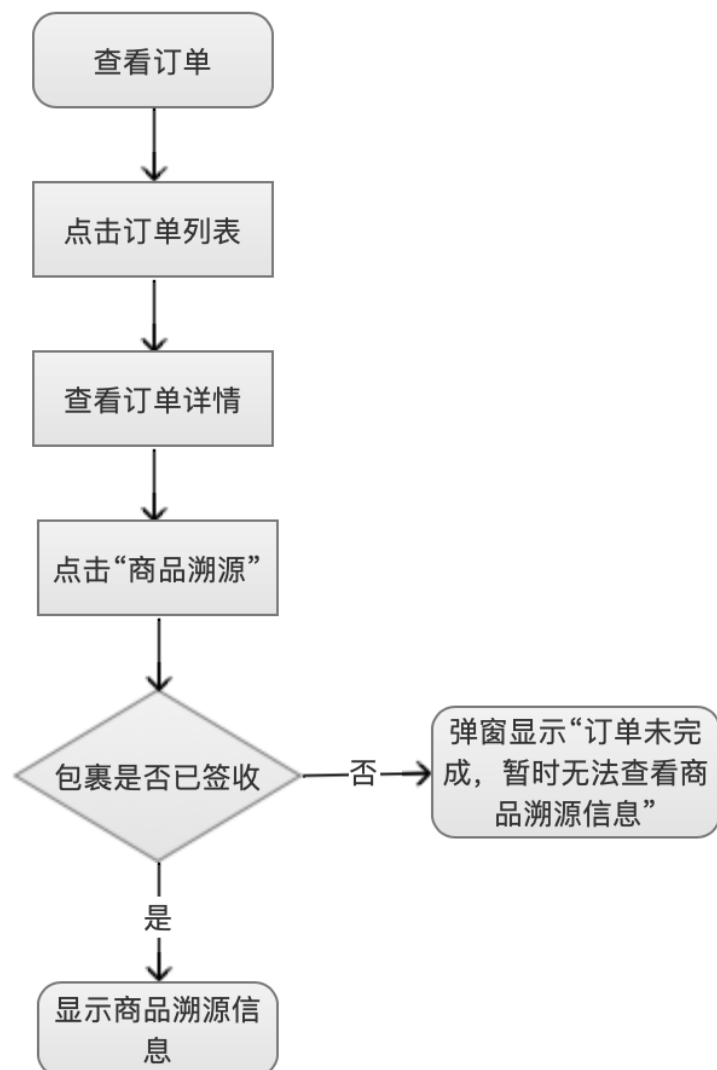 查看订单
点击订单列表
查看订单详情
点击“商品溯源”
包裹是否已签收
否
弹窗显示“订单未完
成，暂时无法查看商
品溯源信息”
是
显示商品溯源信
息